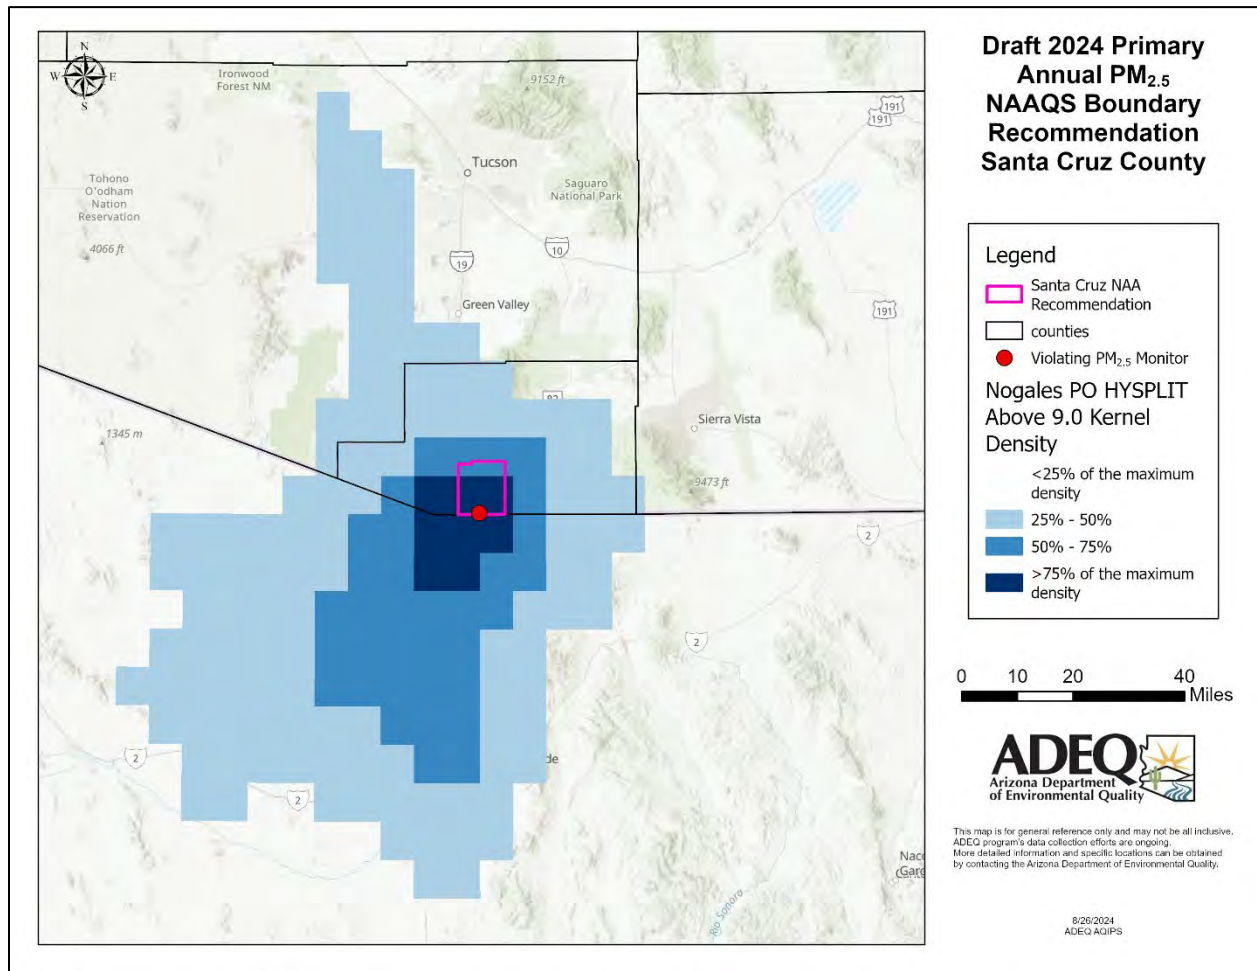 N
W E
S
Ironwood
Forest NM
9152 ft
191
191
Tucson
Tohono
O'odham
Nation
Reservation
Saguaro
National Park
4066 ft
10
19
Green Valley
191
82
1345 m
Sierra Vista
9473 ft
2
2
2
de
2
Rio Sonora
Draft 2024 Primary
Annual PM2.5
NAAQS Boundary
Recommendation
Santa Cruz County
Legend
Santa Cruz NAA
Recommendation
counties
Violating PM2.5 Monitor
Nogales PO HYSPLIT
Above 9.0 Kernel
Density
<25% of the maximum
density
25% - 50%
50% - 75%
>75% of the maximum
density
0 10 20 40
Miles
ADEQ
Arizona Department
of Environmental Quality
This map is for general reference only and may not be all inclusive.
ADEQ program's data collection efforts are ongoing.
More detailed information and specific locations can be obtained
by contacting the Arizona Department of Environmental Quality.
8/26/2024
ADEQ AQIPS